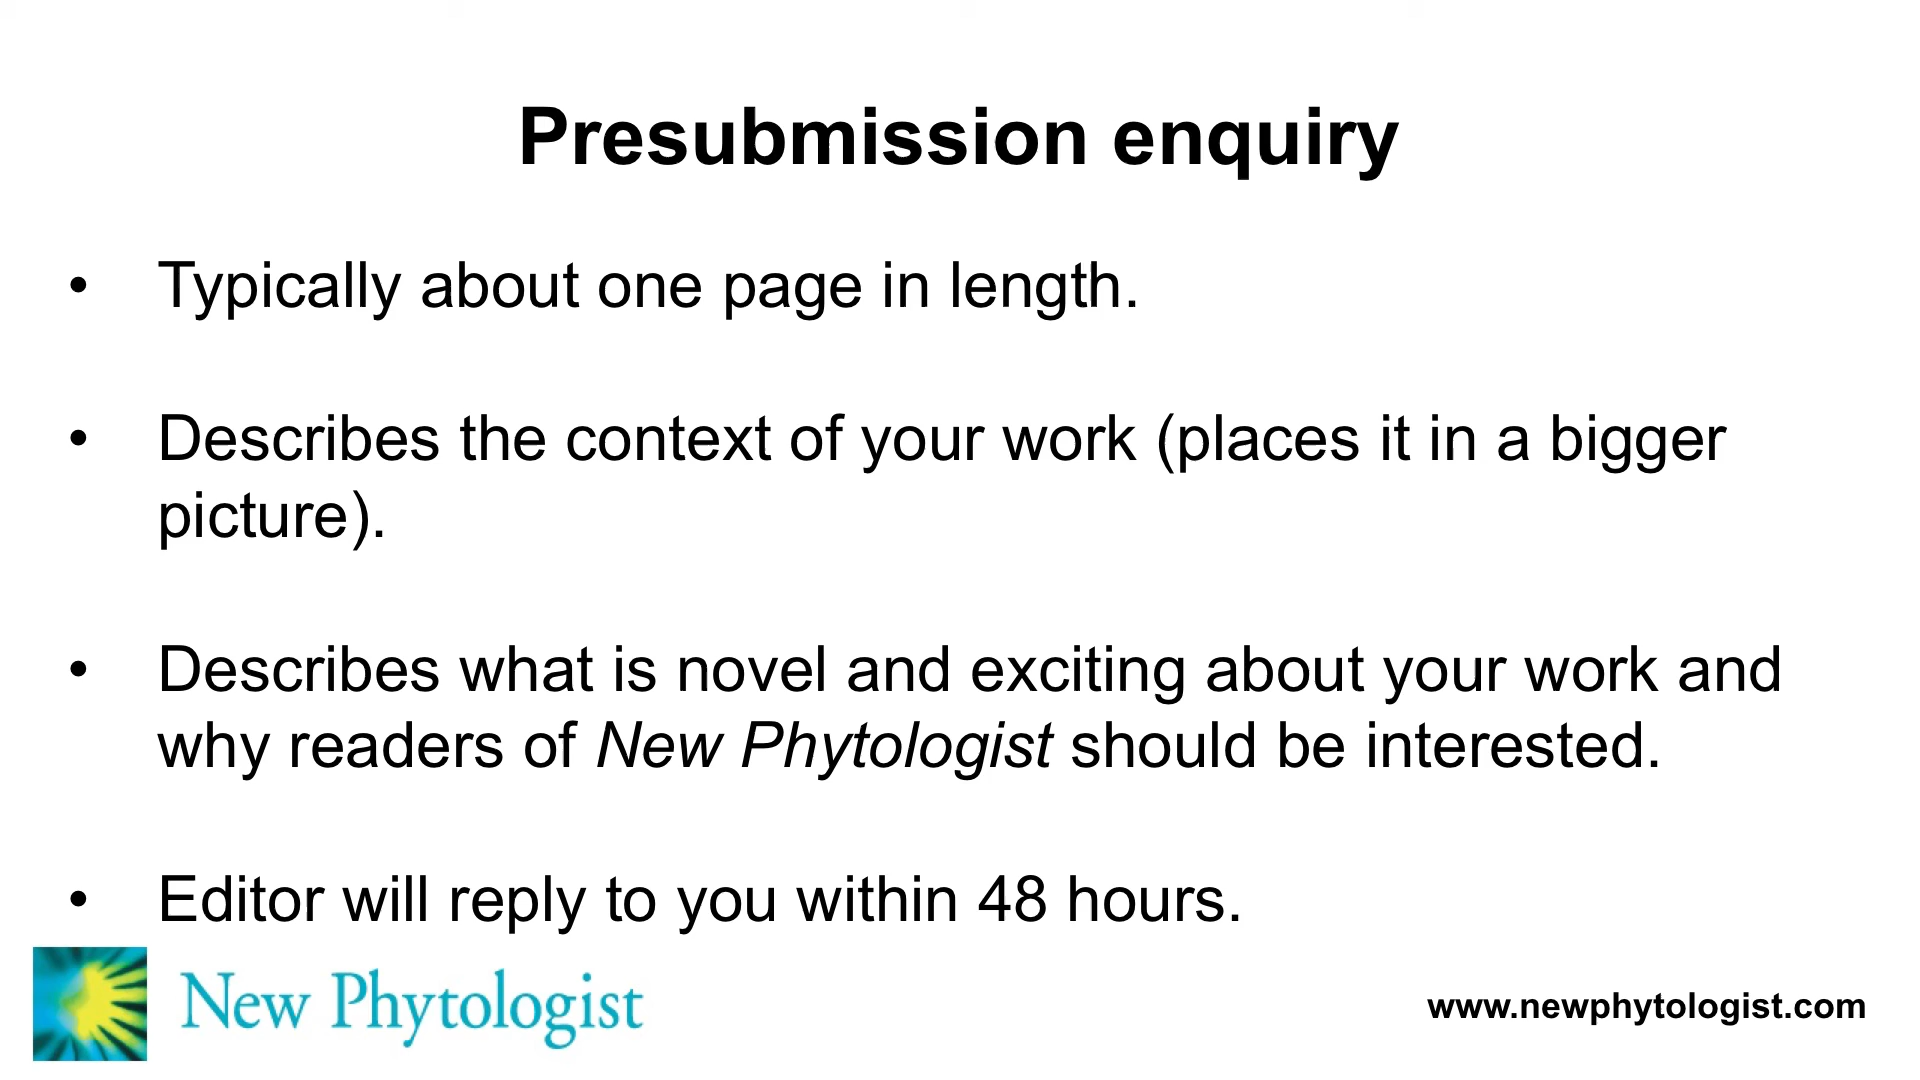 Presubmission enquiry
• Typically about one page in length.
• Describes the context of your work (places it in a bigger
picture).
• Describes what is novel and exciting about your work and
why readers of New Phytologist should be interested.
• Editor will reply to you within 48 hours.
New Phytologist
www.newphytologist.com